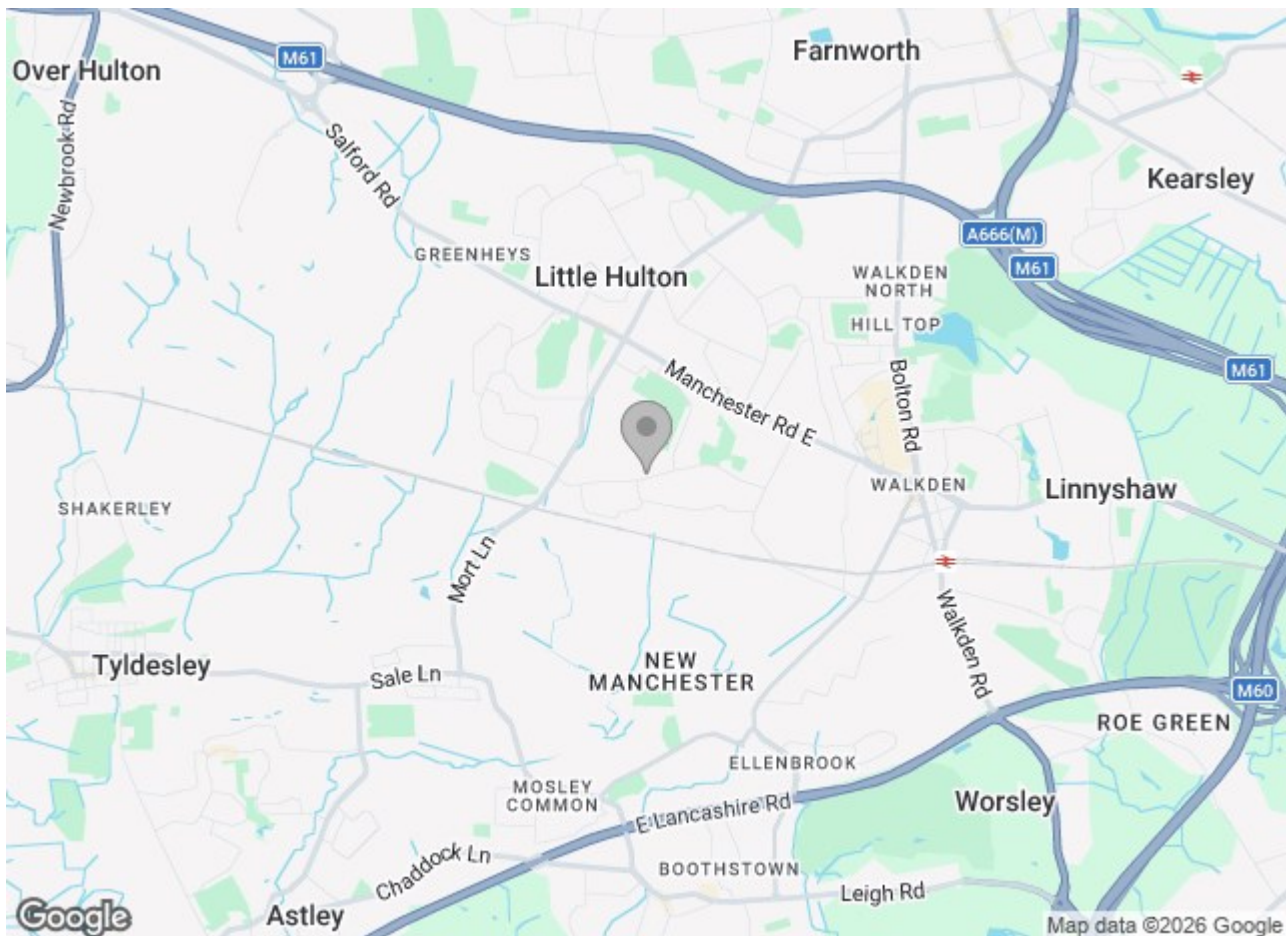 M61
Farnworth
Over Hulton
Newbrook Rd
Salford Rd
Kearsley
A666(M)
GREENHEYS
M61
Little Hulton
WALKDEN
NORTH
HILL TOP
M61
Bolton Rd
Manchester Rd E
WALKDEN
Linnyshaw
SHAKERLEY
Mort Ln
Walkden Rd
Tyldesley
Sale Ln
NEW
MANCHESTER
M60
ROE GREEN
ELLENBROOK
MOSLEY
COMMON
E Lancashire Rd
Worsley
Chaddock Ln
BOOTHSTOWN
Leigh Rd
Astley
Google
Map data ©2026 Google